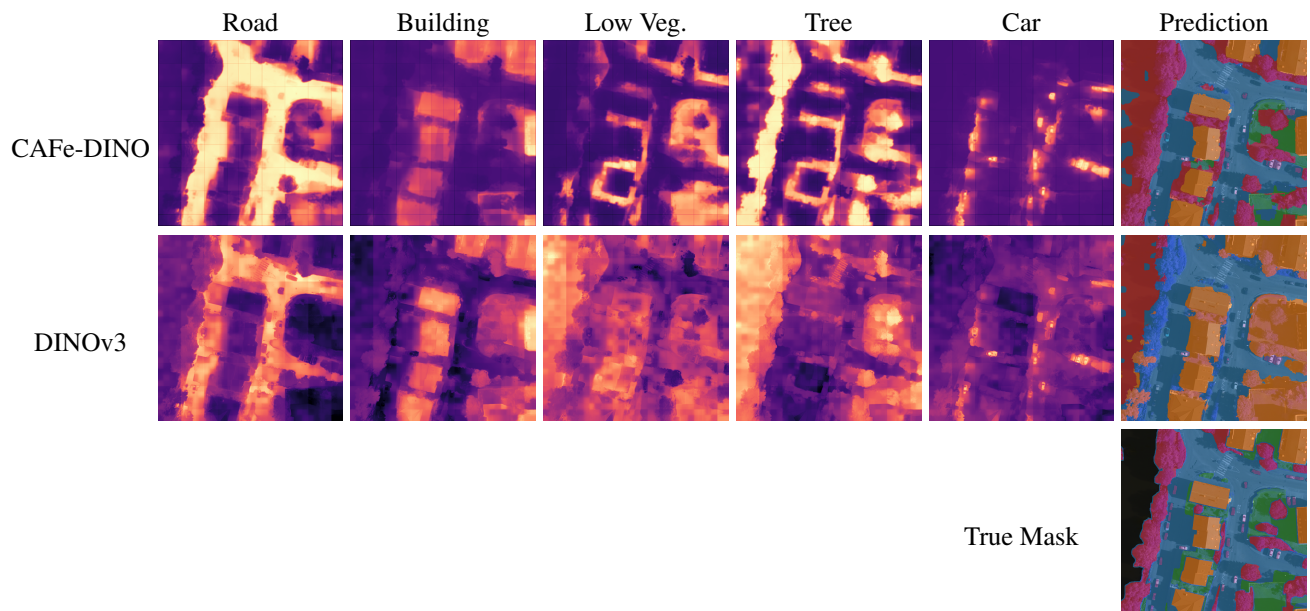 Road Building Low Veg. Tree Car Prediction
CAFe-DINO
DINOv3
True Mask